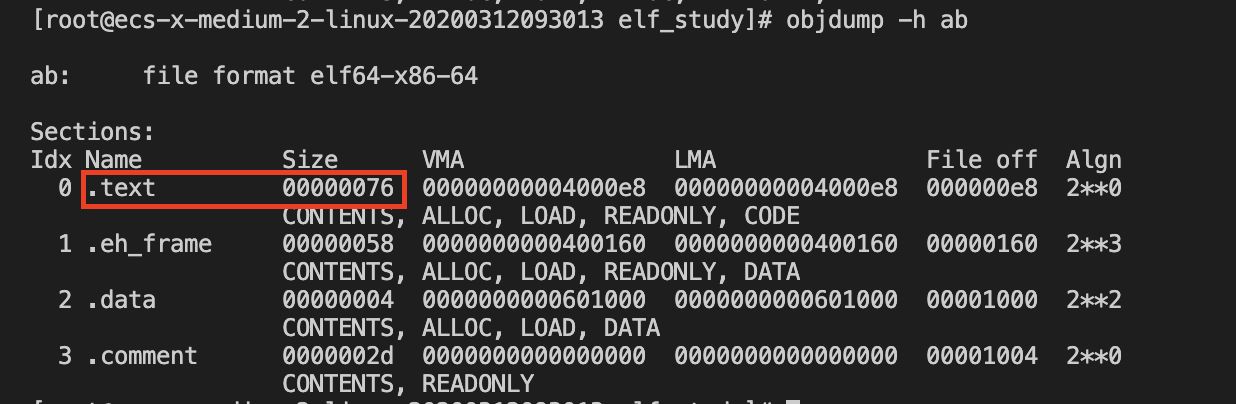 [root@ecs-x-medium-2-linux-20200312093013 elf_study]# objdump -h ab
ab:     file format elf64-x86-64
Sections:
Idx Name          Size      VMA               LMA               File off  Algn
  0 .text         00000076  00000000004000e8  00000000004000e8  000000e8  2**0
                  CONTENTS, ALLOC, LOAD, READONLY, CODE
  1 .eh_frame     00000058  0000000000400160  0000000000400160  00000160  2**3
                  CONTENTS, ALLOC, LOAD, READONLY, DATA
  2 .data         00000004  0000000000601000  0000000000601000  00001000  2**2
                  CONTENTS, ALLOC, LOAD, DATA
  3 .comment      0000002d  0000000000000000  0000000000000000  00001004  2**0
                  CONTENTS, READONLY